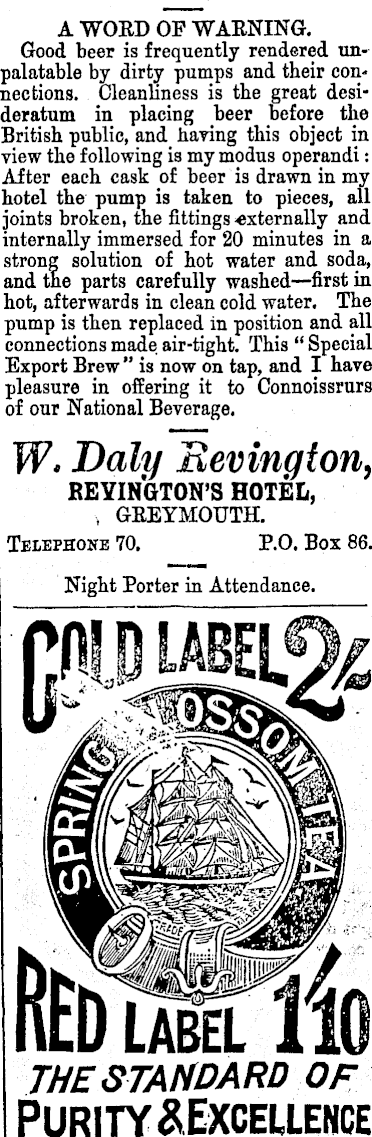 A WORD OF WARNING.
Good beer is frequently rendered un-
palatable by dirty pumps and their con-
nections. Cleanliness is the great desi-
deratum in placing beer before the
British public, and having this object in
view the following is my modus operandi :
After each cask of beer is drawn in my
hotel the pump is taken to pieces, all
joints broken, the fittings externally and
internally immersed for 20 minutes in a
strong solution of hot water and soda,
and the parts carefully washed—first in
hot, afterwards in clean cold water. The
pump is then replaced in position and all
connections made air-tight. This “Special
Export Brew” is now on tap, and I have
pleasure in offering it to Connoissrurs
of our National Beverage.
W. Daly Revington,
REVINGTON'S HOTEL,
GREYMOUTH.
TELEPHONE 70. P.O. Box 86.
Night Porter in Attendance.
GOLD LABEL 2/-
SPRING BLOSSOM TEA
RED LABEL 1/10
THE STANDARD OF
PURITY & EXCELLENCE